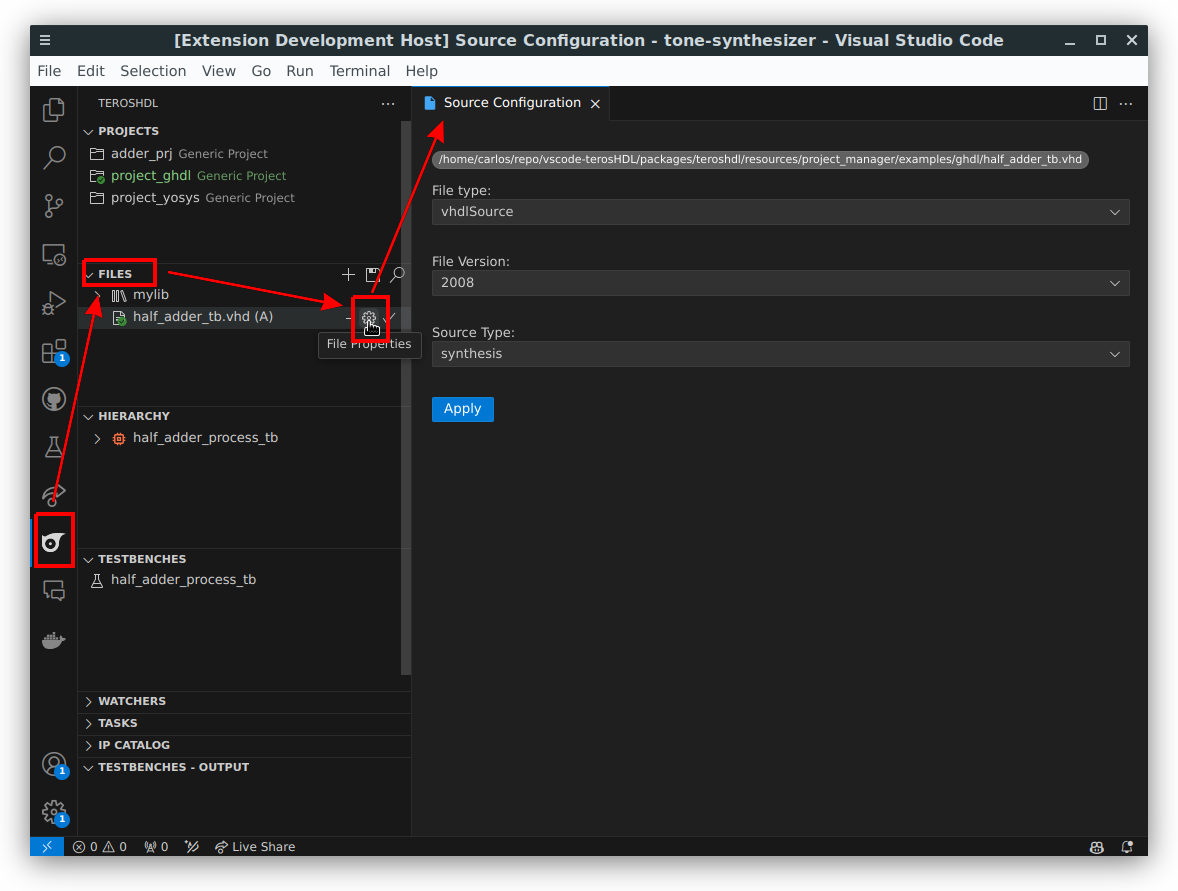 [Extension Development Host] Source Configuration - tone-synthesizer - Visual Studio Code
File Edit Selection View Go Run Terminal Help
TEROSHDL
PROJECTS
adder_prj Generic Project
project_ghdl Generic Project
project_yosys Generic Project
FILES
mylib
half_adder_tb.vhd (A)
File Properties
HIERARCHY
half_adder_process_tb
TESTBENCHES
half_adder_process_tb
WATCHERS
TASKS
IP CATALOG
TESTBENCHES - OUTPUT
1
1
1
Source Configuration
/home/carlos/repo/vscode-terosHDL/packages/teroshdl/resources/project_manager/examples/ghdl/half_adder_tb.vhd
File type:
vhdlSource
File Version:
2008
Source Type:
synthesis
Apply
0 0 0 Live Share